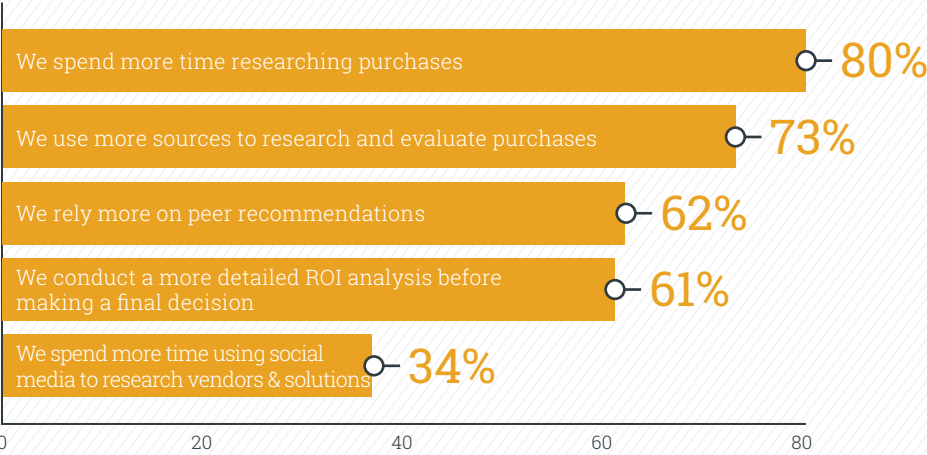 We spend more time researching purchases
80%
We use more sources to research and evaluate purchases
73%
We rely more on peer recommendations
62%
We conduct a more detailed ROI analysis before
making a final decision
61%
We spend more time using social
media to research vendors & solutions
34%
0 20 40 60 80